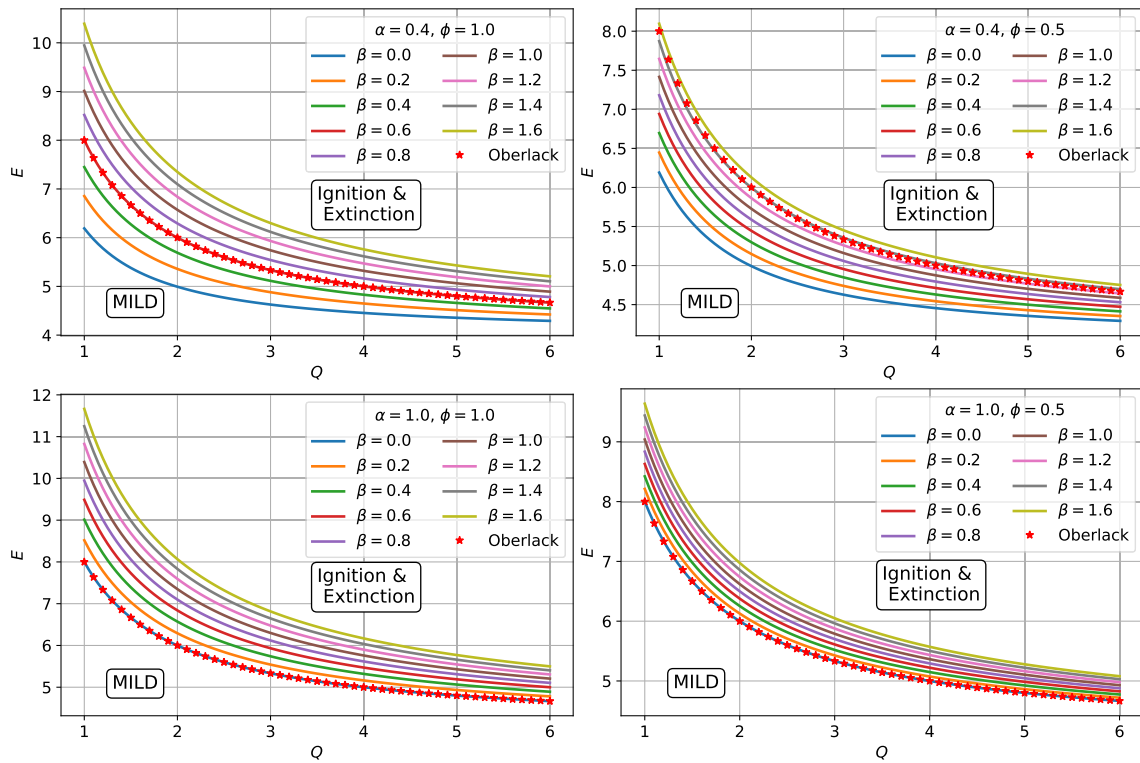 α = 0.4, ϕ = 1.0
β = 0.0
β = 0.2
β = 0.4
β = 0.6
β = 0.8
β = 1.0
β = 1.2
β = 1.4
β = 1.6
Oberlack
Ignition &
Extinction
MILD
E
10
9
8
7
6
5
4
1 2 3 4 5 6
Q
α = 0.4, ϕ = 0.5
β = 0.0
β = 0.2
β = 0.4
β = 0.6
β = 0.8
β = 1.0
β = 1.2
β = 1.4
β = 1.6
Oberlack
Ignition &
Extinction
MILD
E
8.0
7.5
7.0
6.5
6.0
5.5
5.0
4.5
1 2 3 4 5 6
Q
α = 1.0, ϕ = 1.0
β = 0.0
β = 0.2
β = 0.4
β = 0.6
β = 0.8
β = 1.0
β = 1.2
β = 1.4
β = 1.6
Oberlack
Ignition &
Extinction
MILD
E
12
11
10
9
8
7
6
5
1 2 3 4 5 6
Q
α = 1.0, ϕ = 0.5
β = 0.0
β = 0.2
β = 0.4
β = 0.6
β = 0.8
β = 1.0
β = 1.2
β = 1.4
β = 1.6
Oberlack
Ignition &
Extinction
MILD
E
9
8
7
6
5
1 2 3 4 5 6
Q